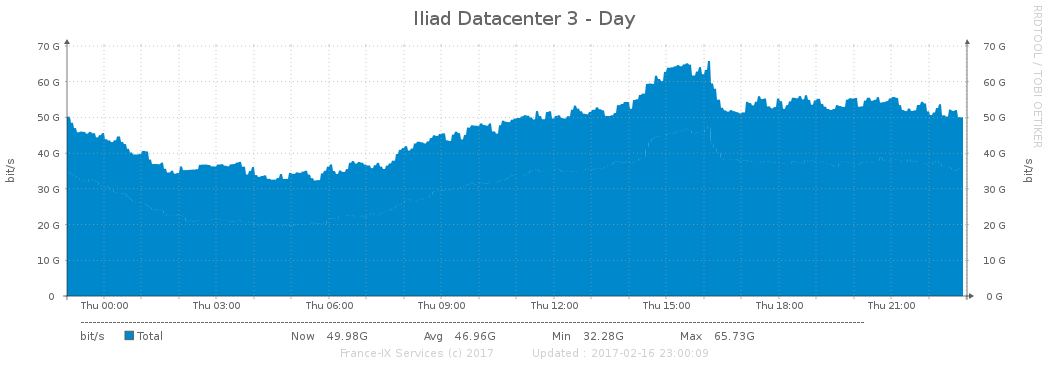 Iliad Datacenter 3 - Day
RRDTOOL / TOBI OETIKER
70 G 70 G
60 G 60 G
50 G 50 G
40 G 40 G
30 G 30 G
20 G 20 G
10 G 10 G
0 0 G
bit/s bit/s
Thu 00:00 Thu 03:00 Thu 06:00 Thu 09:00 Thu 12:00 Thu 15:00 Thu 18:00 Thu 21:00
bit/s Total Now 49.98G Avg 46.96G Min 32.28G Max 65.73G
France-IX Services (c) 2017 Updated : 2017-02-16 23:00:09